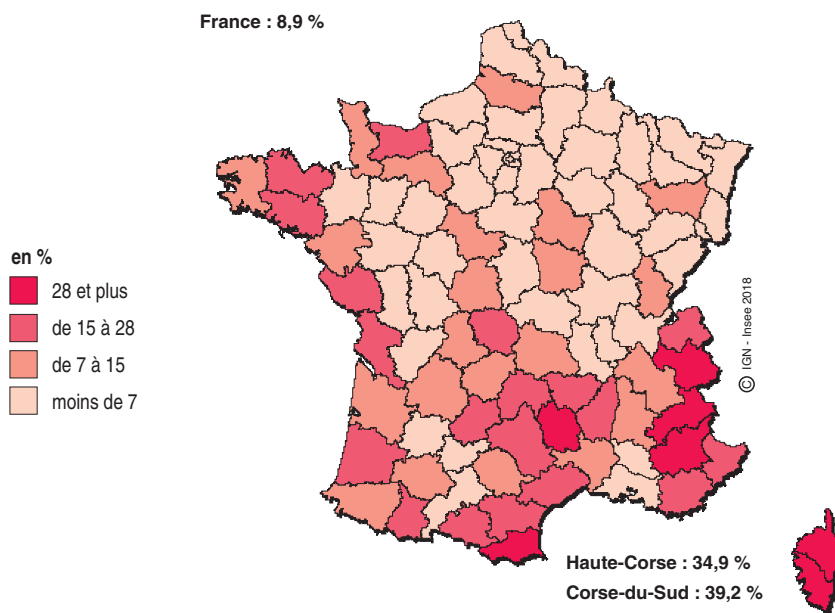 France : 8,9 %
en %
28 et plus
de 15 à 28
de 7 à 15
moins de 7
© IGN - Insee 2018
Haute-Corse : 34,9 %
Corse-du-Sud : 39,2 %